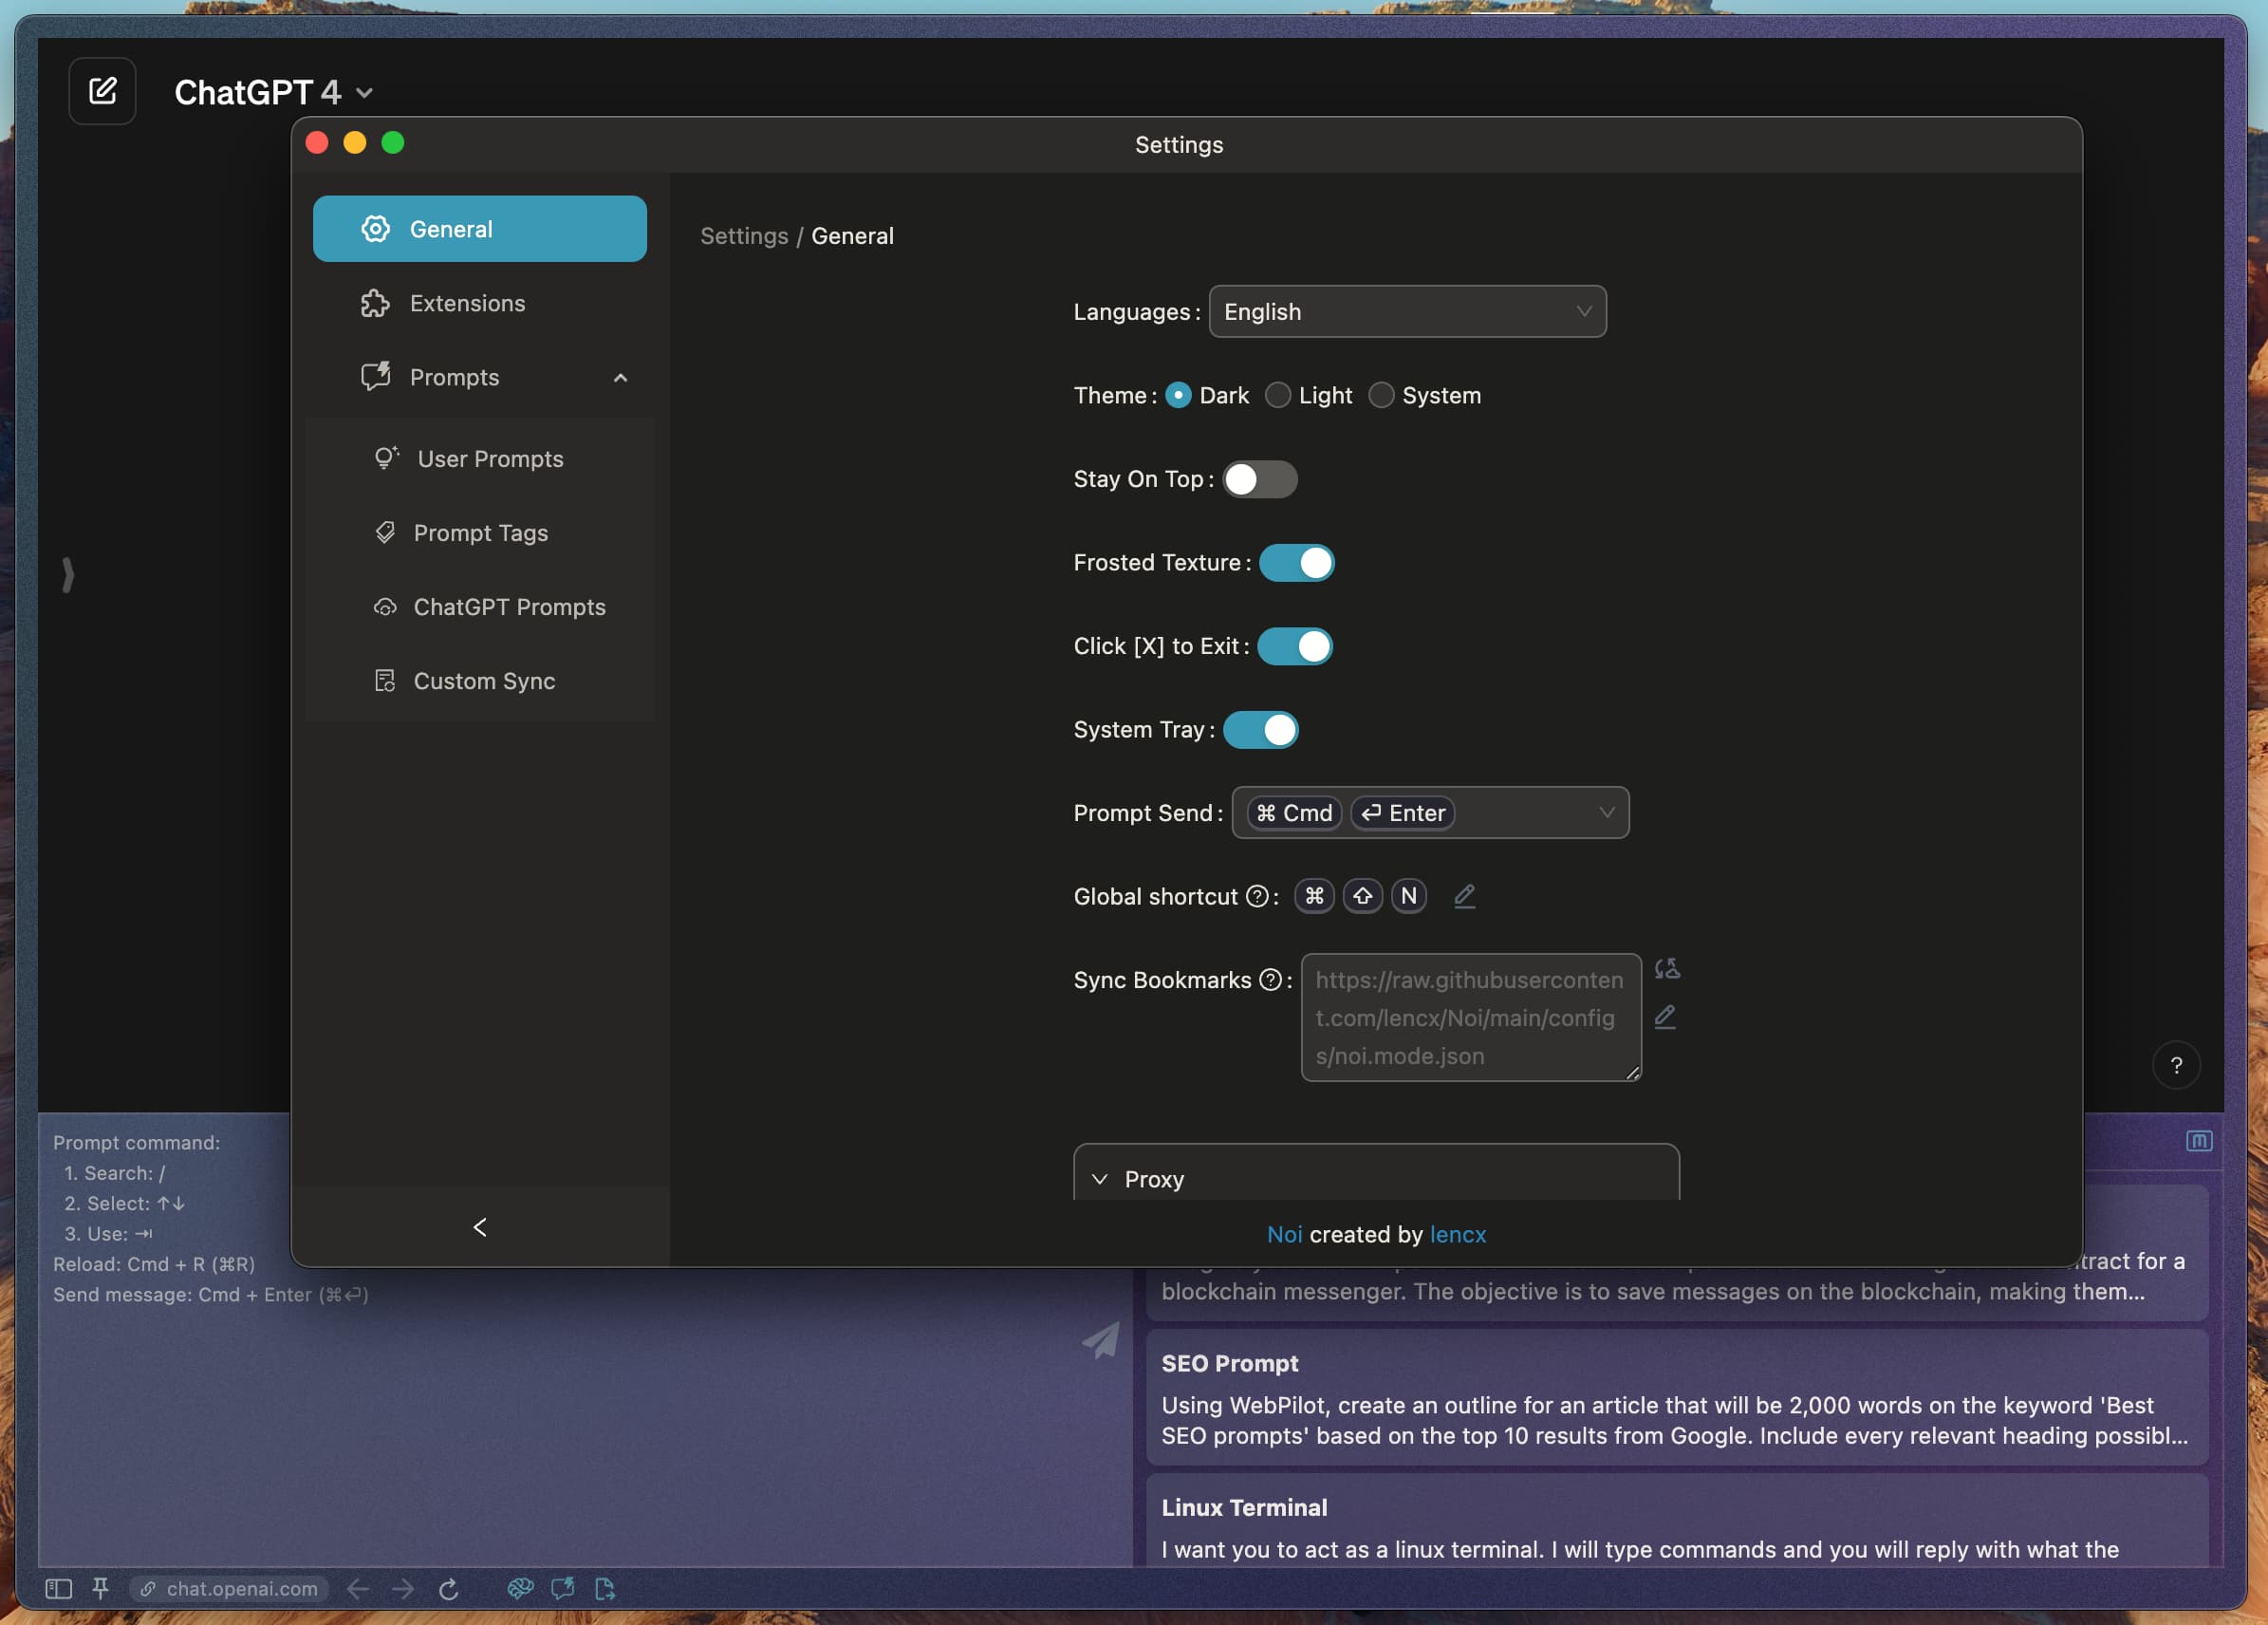 ChatGPT 4
Settings
General
Extensions
Prompts
User Prompts
Prompt Tags
ChatGPT Prompts
Custom Sync
Settings / General
Languages: English
Theme: Dark Light System
Stay On Top:
Frosted Texture:
Click [X] to Exit:
System Tray:
Prompt Send: ⌘ Cmd ↵ Enter
Global shortcut ?: ⌘ ⇧ N
Sync Bookmarks ?: https://raw.githubuserconten
t.com/lencx/Noi/main/config
s/noi.mode.json
Proxy
Noi created by lencx
?
Prompt command:
1. Search: /
2. Select: ↑↓
3. Use: ⇥
Reload: Cmd + R (⌘R)
Send message: Cmd + Enter (⌘↵)
m
tract for a
blockchain messenger. The objective is to save messages on the blockchain, making them...
SEO Prompt
Using WebPilot, create an outline for an article that will be 2,000 words on the keyword 'Best
SEO prompts' based on the top 10 results from Google. Include every relevant heading possibl...
Linux Terminal
I want you to act as a linux terminal. I will type commands and you will reply with what the
chat.openai.com